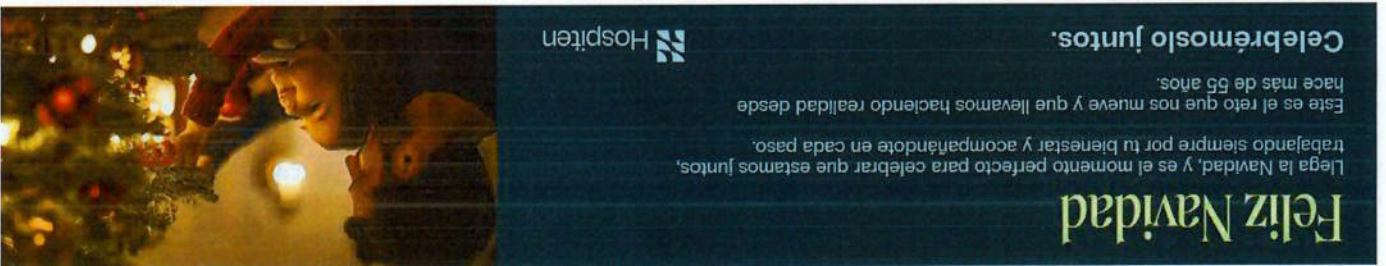 Feliz Navidad
Llega la Navidad, y es el momento perfecto para celebrar que estamos juntos,
trabajando siempre por tu bienestar y acompañándote en cada paso.
Este es el reto que nos mueve y que llevamos haciendo realidad desde
hace más de 55 años.
Celebrémoslo juntos.
Hospiten